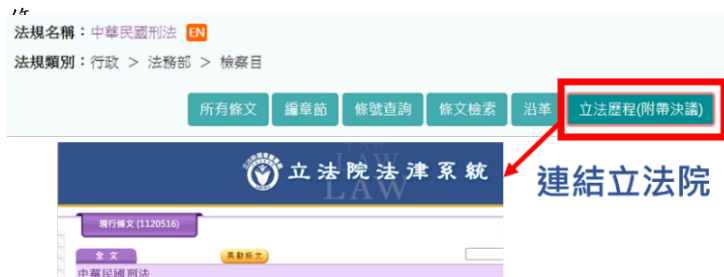 法規名稱：中華民國刑法 EN
法規類別：行政 > 法務部 > 檢察目
所有條文 編章節 條號查詢 條文檢索 沿革 立法歷程(附帶決議)
立法院法律系統
LAW
連結立法院
現行條文 (1120516)
全文 異動條文
中華民國刑法